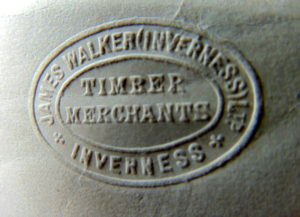 JAMES WALKER (INVERNESS) LTD
TIMBER
MERCHANTS
INVERNESS